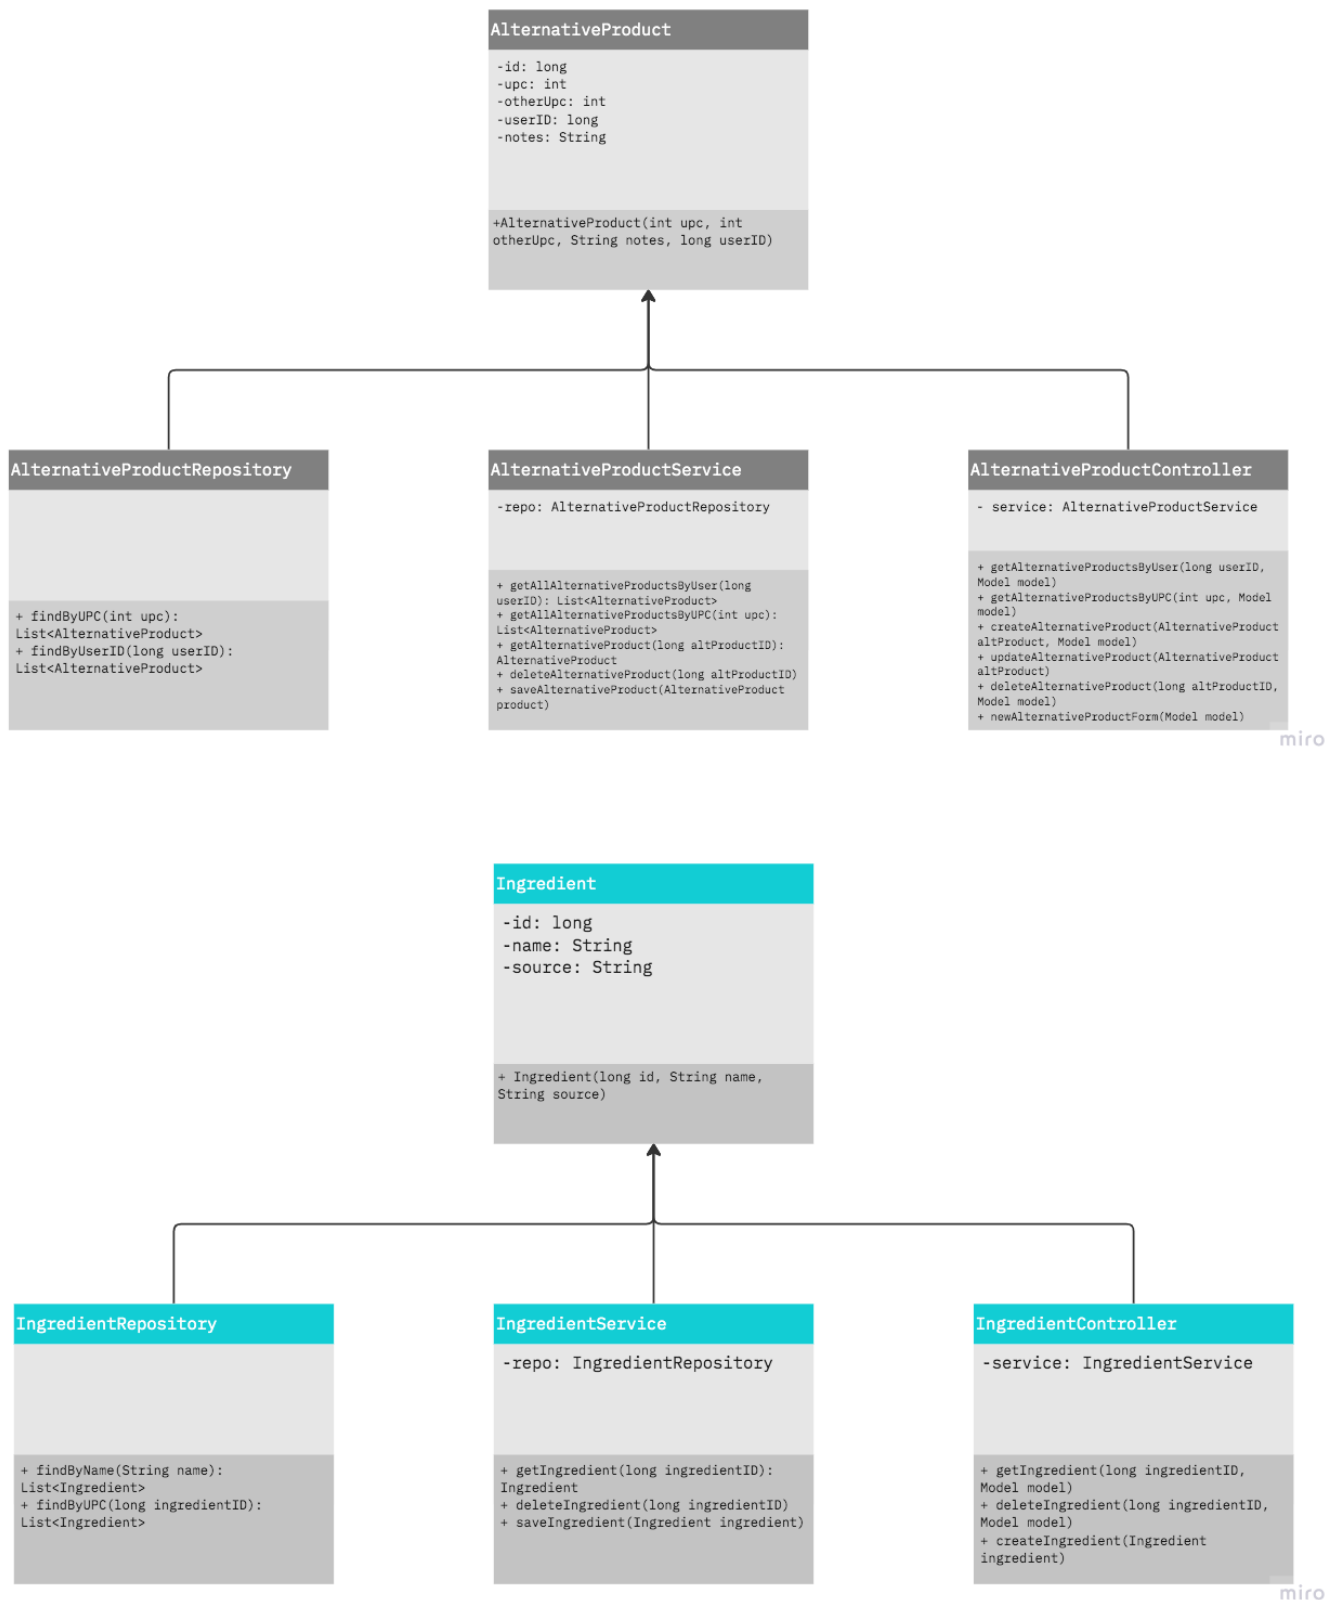 AlternativeProduct
-id: long
-upc: int
-otherUpc: int
-userID: long
-notes: String
+AlternativeProduct(int upc, int
otherUpc, String notes, long userID)
AlternativeProductRepository
+ findByUPC(int upc):
List<AlternativeProduct>
+ findByUserID(long userID):
List<AlternativeProduct>
AlternativeProductService
-repo: AlternativeProductRepository
+ getAllAlternativeProductsByUser(long
userID): List<AlternativeProduct>
+ getAllAlternativeProductsByUPC(int upc):
List<AlternativeProduct>
+ getAlternativeProduct(long altProductID):
AlternativeProduct
+ deleteAlternativeProduct(long altProductID)
+ saveAlternativeProduct(AlternativeProduct
product)
AlternativeProductController
- service: AlternativeProductService
+ getAlternativeProductsByUser(long userID,
Model model)
+ getAlternativeProductsByUPC(int upc, Model
model)
+ createAlternativeProduct(AlternativeProduct
altProduct, Model model)
+ updateAlternativeProduct(AlternativeProduct
altProduct)
+ deleteAlternativeProduct(long altProductID,
Model model)
+ newAlternativeProductForm(Model model)
miro
Ingredient
-id: long
-name: String
-source: String
+ Ingredient(long id, String name,
String source)
IngredientRepository
+ findByName(String name):
List<Ingredient>
+ findByUPC(long ingredientID):
List<Ingredient>
IngredientService
-repo: IngredientRepository
+ getIngredient(long ingredientID):
Ingredient
+ deleteIngredient(long ingredientID)
+ saveIngredient(Ingredient ingredient)
IngredientController
-service: IngredientService
+ getIngredient(long ingredientID,
Model model)
+ deleteIngredient(long ingredientID,
Model model)
+ createIngredient(Ingredient
ingredient)
miro